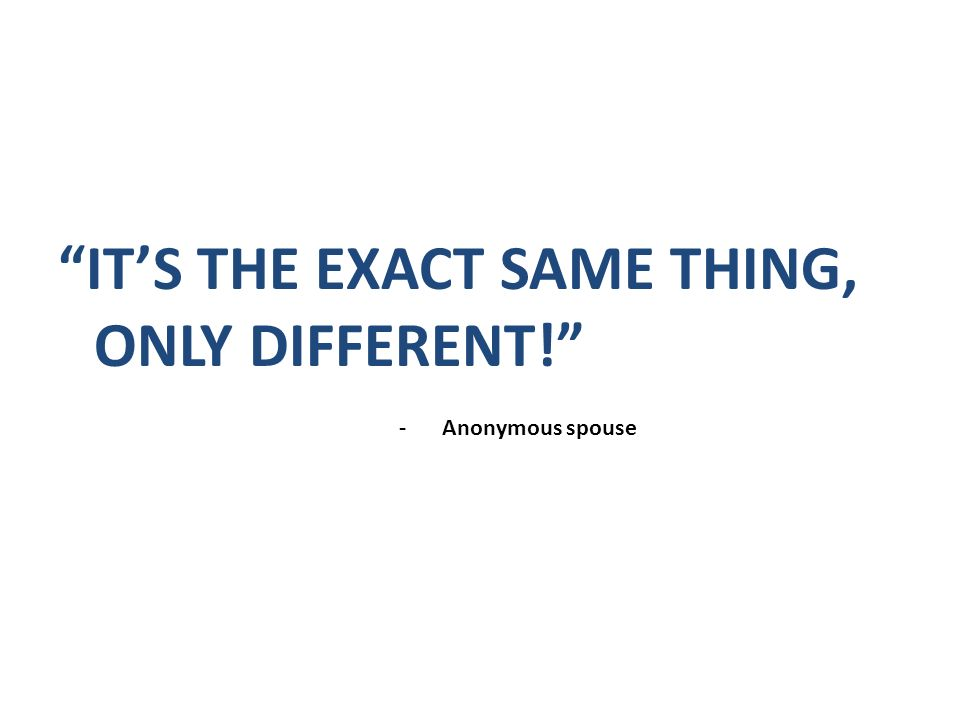 “IT’S THE EXACT SAME THING,
ONLY DIFFERENT!”
- Anonymous spouse